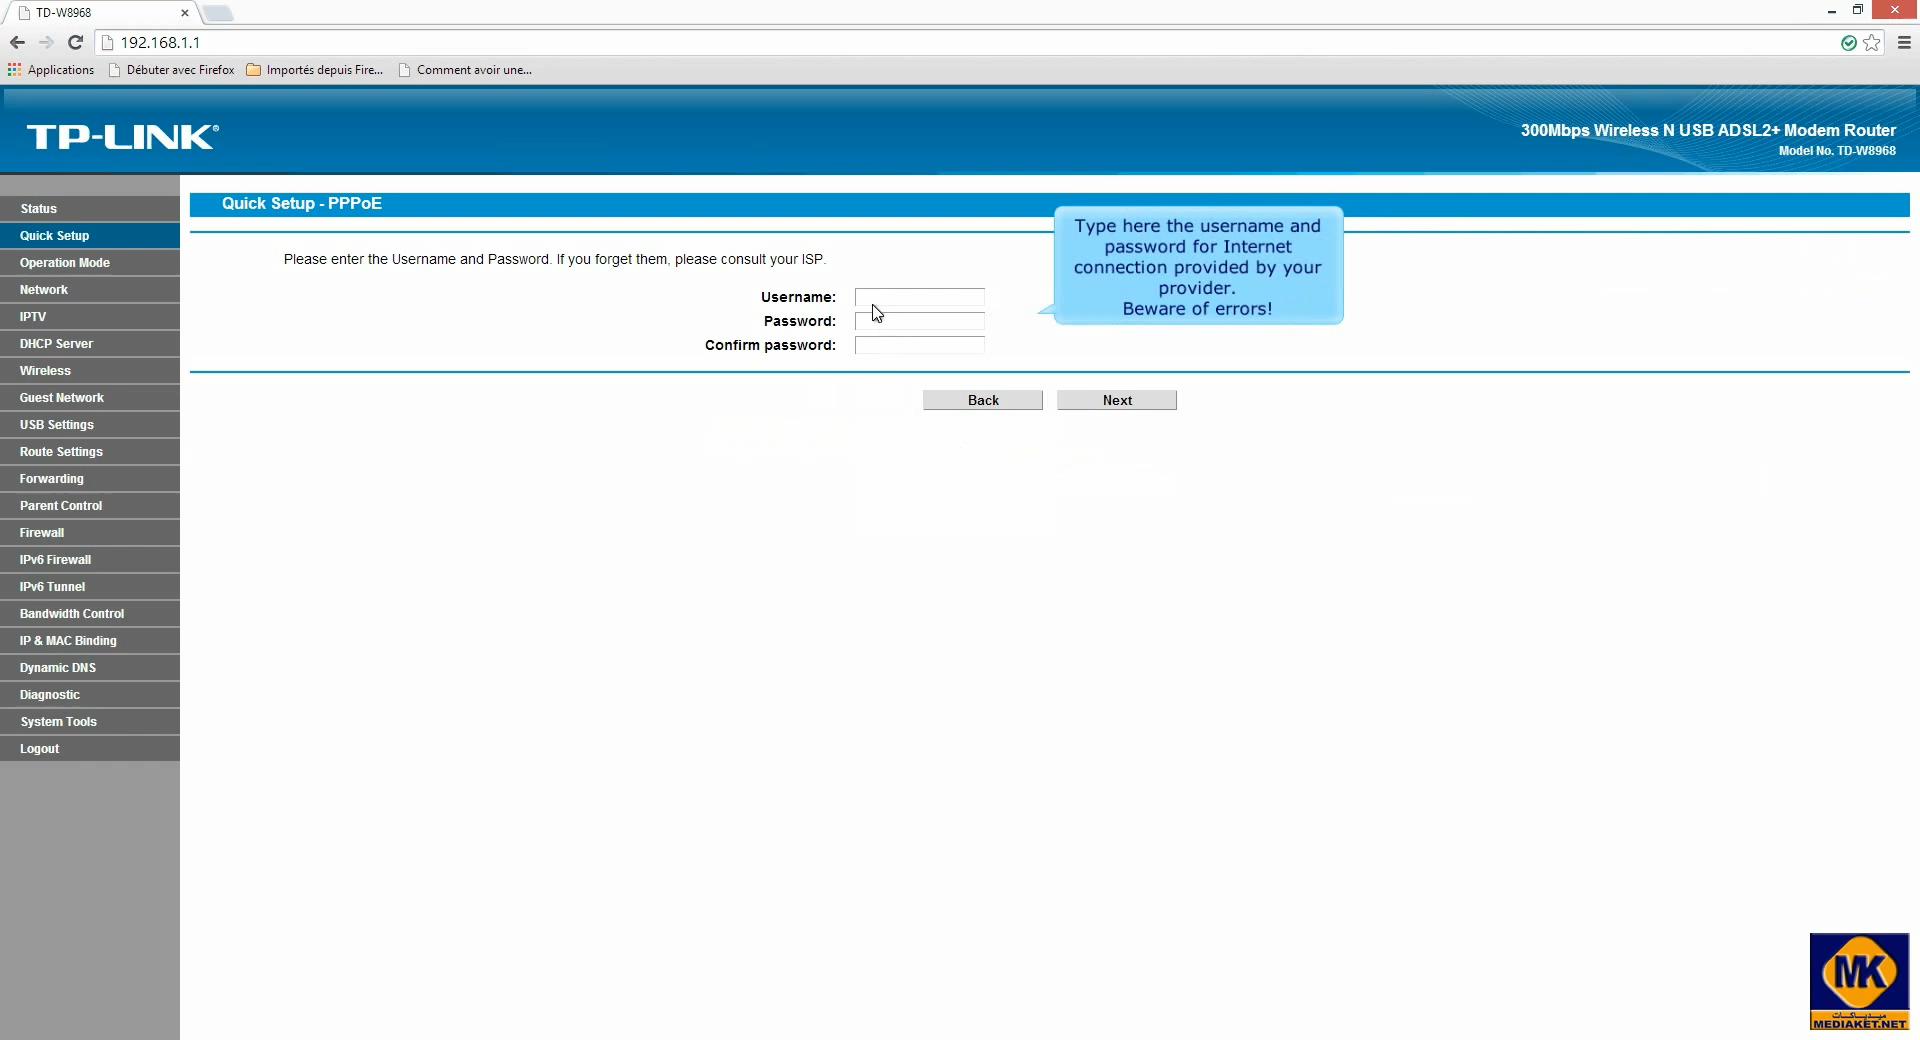 TD-W8968
192.168.1.1
Applications Débuter avec Firefox Importés depuis Fire... Comment avoir une...
TP-LINK®
300Mbps Wireless N USB ADSL2+ Modem Router
Model No. TD-W8968
Status
Quick Setup
Operation Mode
Network
IPTV
DHCP Server
Wireless
Guest Network
USB Settings
Route Settings
Forwarding
Parent Control
Firewall
IPv6 Firewall
IPv6 Tunnel
Bandwidth Control
IP & MAC Binding
Dynamic DNS
Diagnostic
System Tools
Logout
Quick Setup - PPPoE
Please enter the Username and Password. If you forget them, please consult your ISP.
Username:
Password:
Confirm password:
Back Next
Type here the username and
password for Internet
connection provided by your
provider.
Beware of errors!
MK
ميدياكات
MEDIAKET.NET